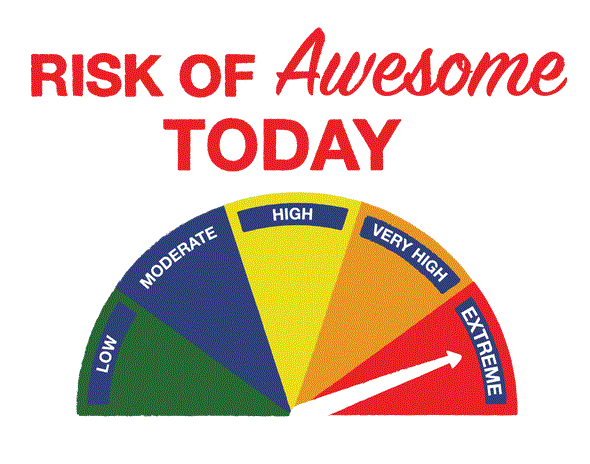 RISK OF Awesome
TODAY
LOW
MODERATE
HIGH
VERY HIGH
EXTREME